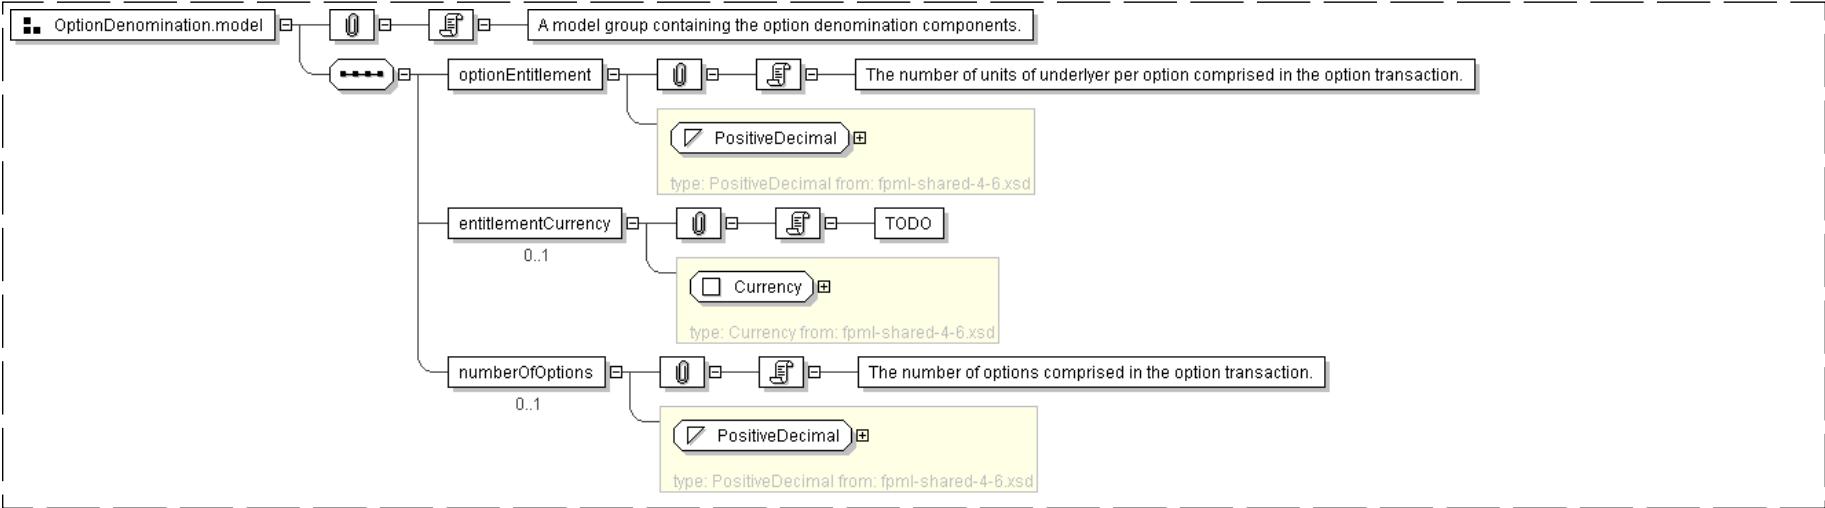 OptionDenomination.model
A model group containing the option denomination components.
optionEntitlement
The number of units of underlyer per option comprised in the option transaction.
PositiveDecimal
type: PositiveDecimal from: fpml-shared-4-6.xsd
entitlementCurrency
TODO
0..1
Currency
type: Currency from: fpml-shared-4-6.xsd
numberOfOptions
The number of options comprised in the option transaction.
0..1
PositiveDecimal
type: PositiveDecimal from: fpml-shared-4-6.xsd